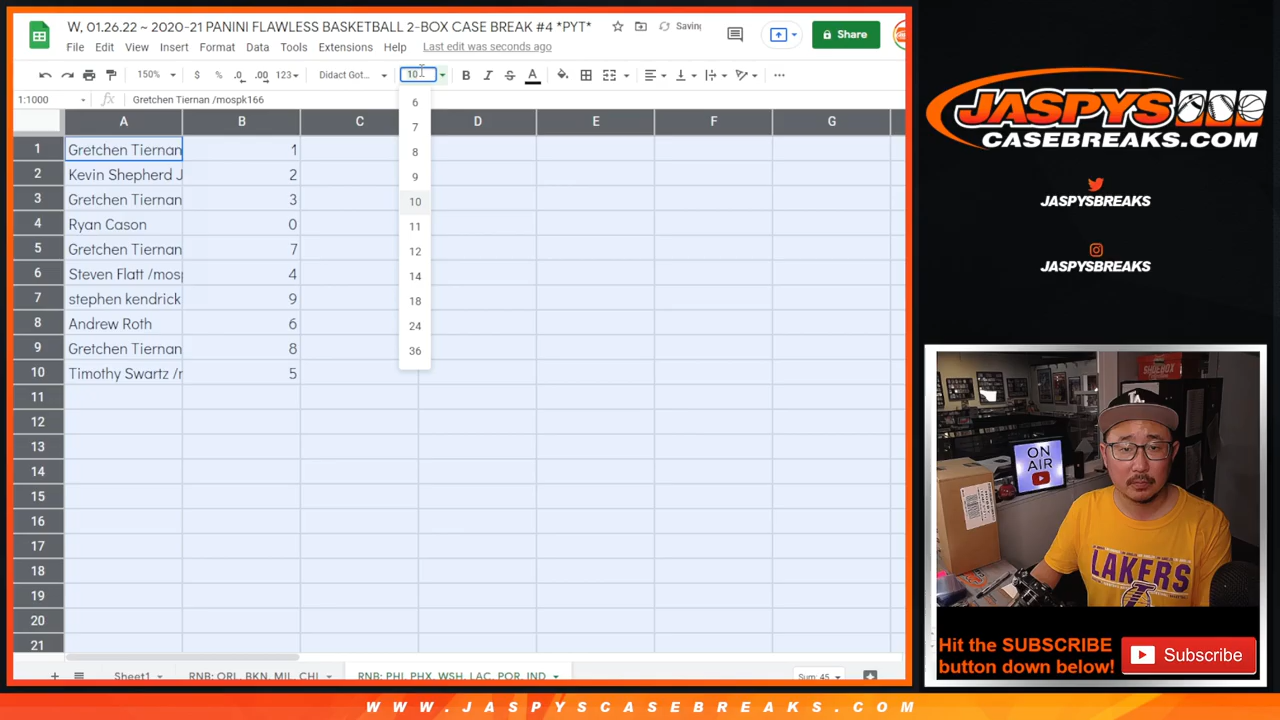 W, 01.26.22 ~ 2020-21 PANINI FLAWLESS BASKETBALL 2-BOX CASE BREAK #4 *PYT*
Saving
Share
File Edit View Insert Format Data Tools Extensions Help Last edit was seconds ago
150% $ % .0 .00 123 Didact Got... 10 B I S A
1:1000 fx Gretchen Tiernan /mospk166
A B C D E F G
1 Gretchen Tiernan 1
2 Kevin Shepherd J 2
3 Gretchen Tiernan 3
4 Ryan Cason 0
5 Gretchen Tiernan 7
6 Steven Flatt /mosp 4
7 stephen kendrick 9
8 Andrew Roth 6
9 Gretchen Tiernan 8
10 Timothy Swartz /r 5
11
12
13
14
15
16
17
18
19
20
21
6
7
8
9
10
11
12
14
18
24
36
Sheet1 RNB: ORL, BKN, MIL, CHI RNB: PHI, PHX, WSH, LAC, POR, IND Sum: 45
JASPYS
CASEBREAKS.COM
JASPYSBREAKS
JASPYSBREAKS
ON
AIR
LA
LAKERS
Hit the SUBSCRIBE
button down below!
Subscribe
WWW.JASPYSCASEBREAKS.COM